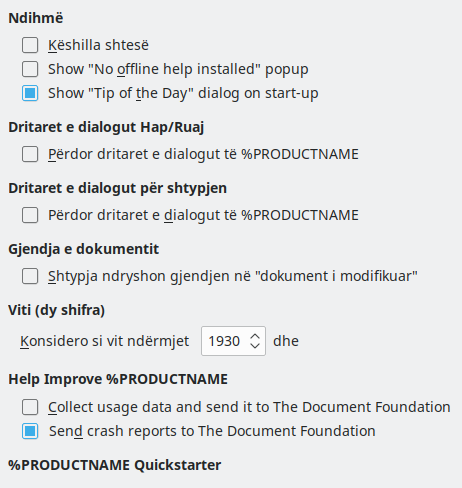 Ndihmë
Këshilla shtesë
Show "No offline help installed" popup
Show "Tip of the Day" dialog on start-up
Dritaret e dialogut Hap/Ruaj
Përdor dritaret e dialogut të %PRODUCTNAME
Dritaret e dialogut për shtypjen
Përdor dritaret e dialogut të %PRODUCTNAME
Gjendja e dokumentit
Shtypja ndryshon gjendjen në "dokument i modifikuar"
Viti (dy shifra)
Konsidero si vit ndërmjet 1930 dhe
Help Improve %PRODUCTNAME
Collect usage data and send it to The Document Foundation
Send crash reports to The Document Foundation
%PRODUCTNAME Quickstarter